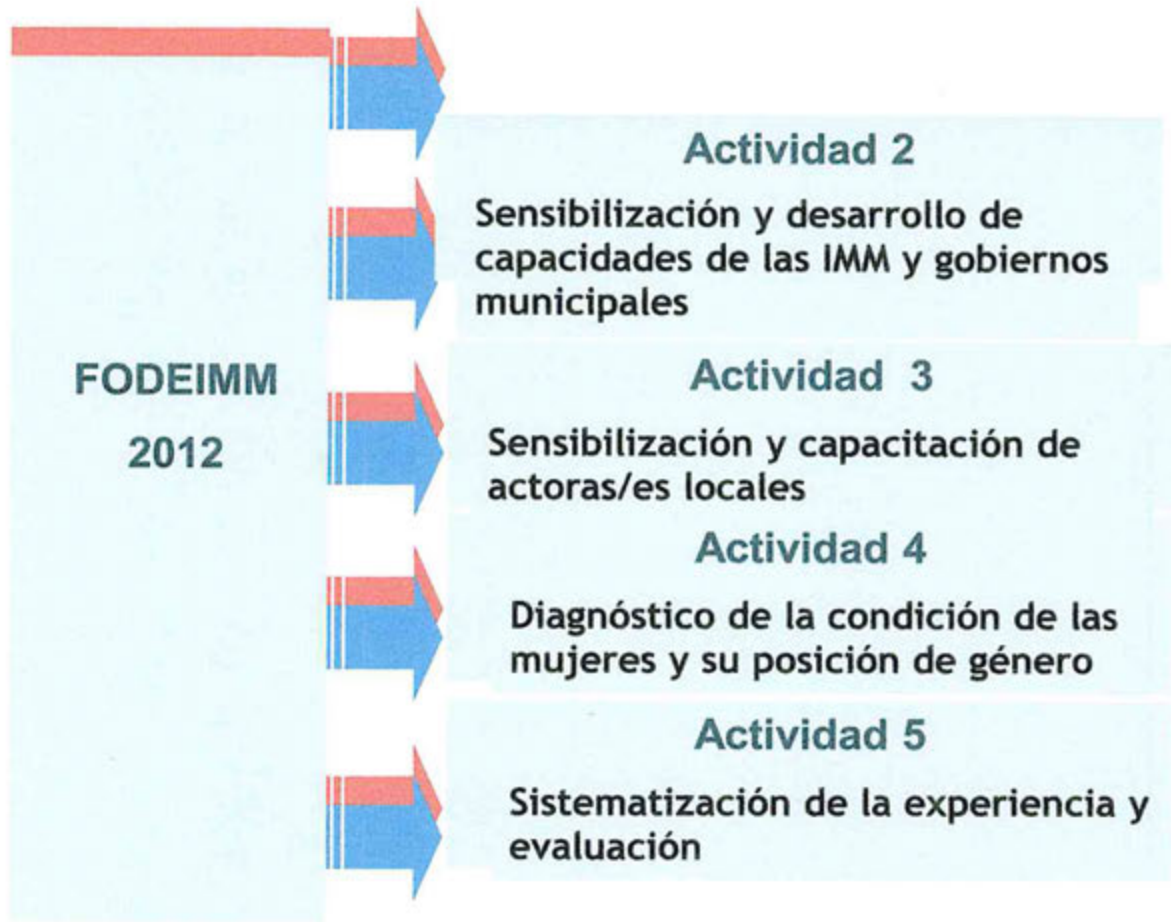 FODEIMM
2012
Actividad 2
Sensibilización y desarrollo de
capacidades de las IMM y gobiernos
municipales
Actividad 3
Sensibilización y capacitación de
actoras/es locales
Actividad 4
Diagnóstico de la condición de las
mujeres y su posición de género
Actividad 5
Sistematización de la experiencia y
evaluación